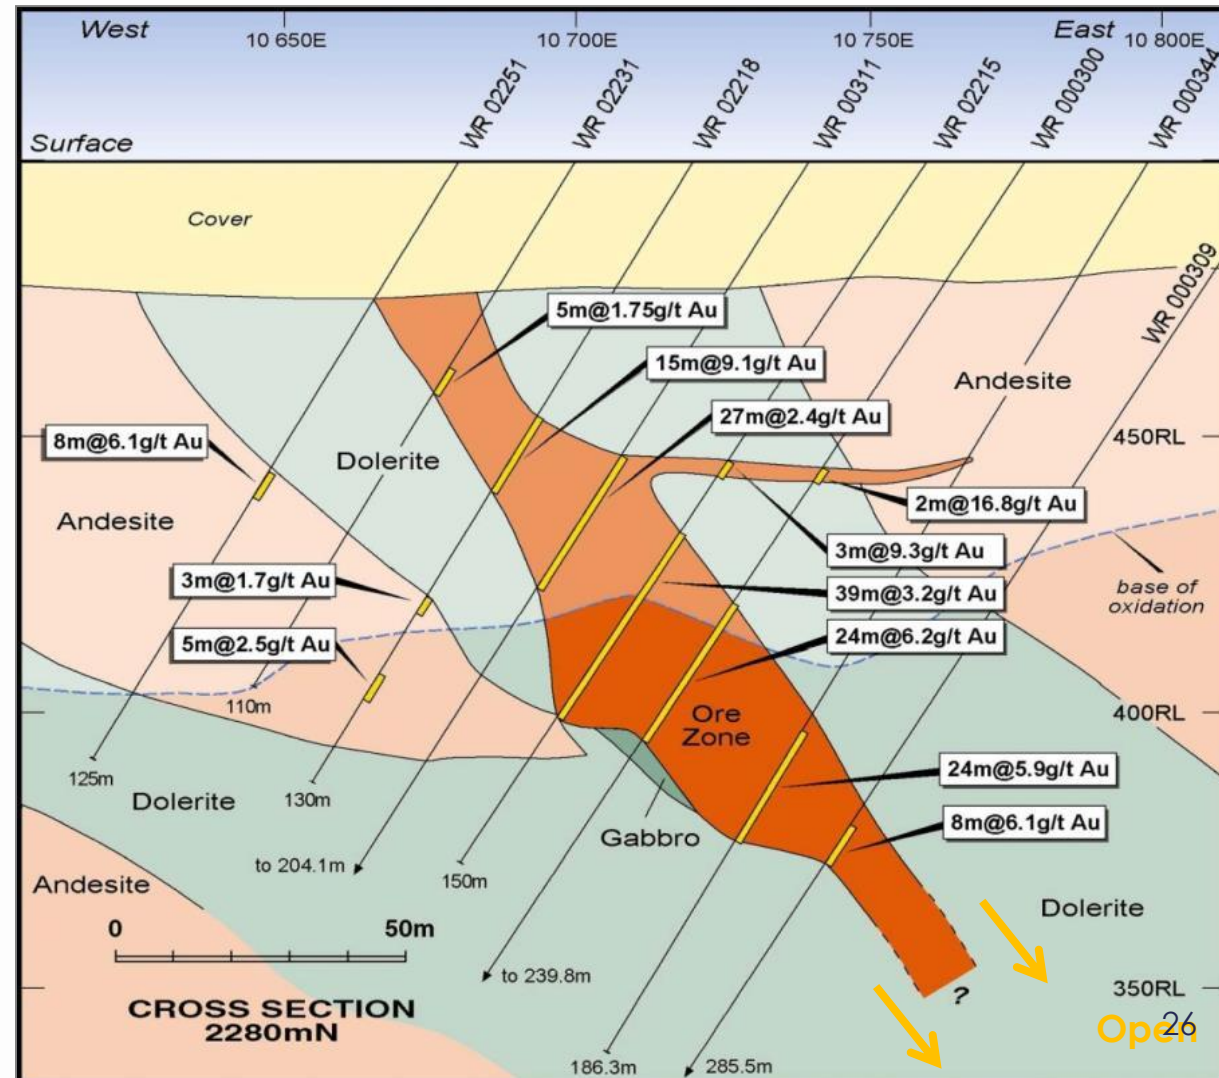 West
East
10 650E
10 700E
10 750E
10 800E
WR 02251
WR 02231
WR 02218
WR 00311
WR 02215
WR 000300
WR 000344
Surface
Cover
WR 000309
5m@1.75g/t Au
15m@9.1g/t Au
Andesite
27m@2.4g/t Au
8m@6.1g/t Au
450RL
Dolerite
2m@16.8g/t Au
Andesite
3m@9.3g/t Au
3m@1.7g/t Au
base of
oxidation
39m@3.2g/t Au
24m@6.2g/t Au
5m@2.5g/t Au
110m
Ore
Zone
400RL
125m
24m@5.9g/t Au
130m
Dolerite
8m@6.1g/t Au
Gabbro
to 204.1m
150m
Andesite
Dolerite
0
50m
to 239.8m
350RL
?
CROSS SECTION
2280mN
Open
26
186.3m
285.5m